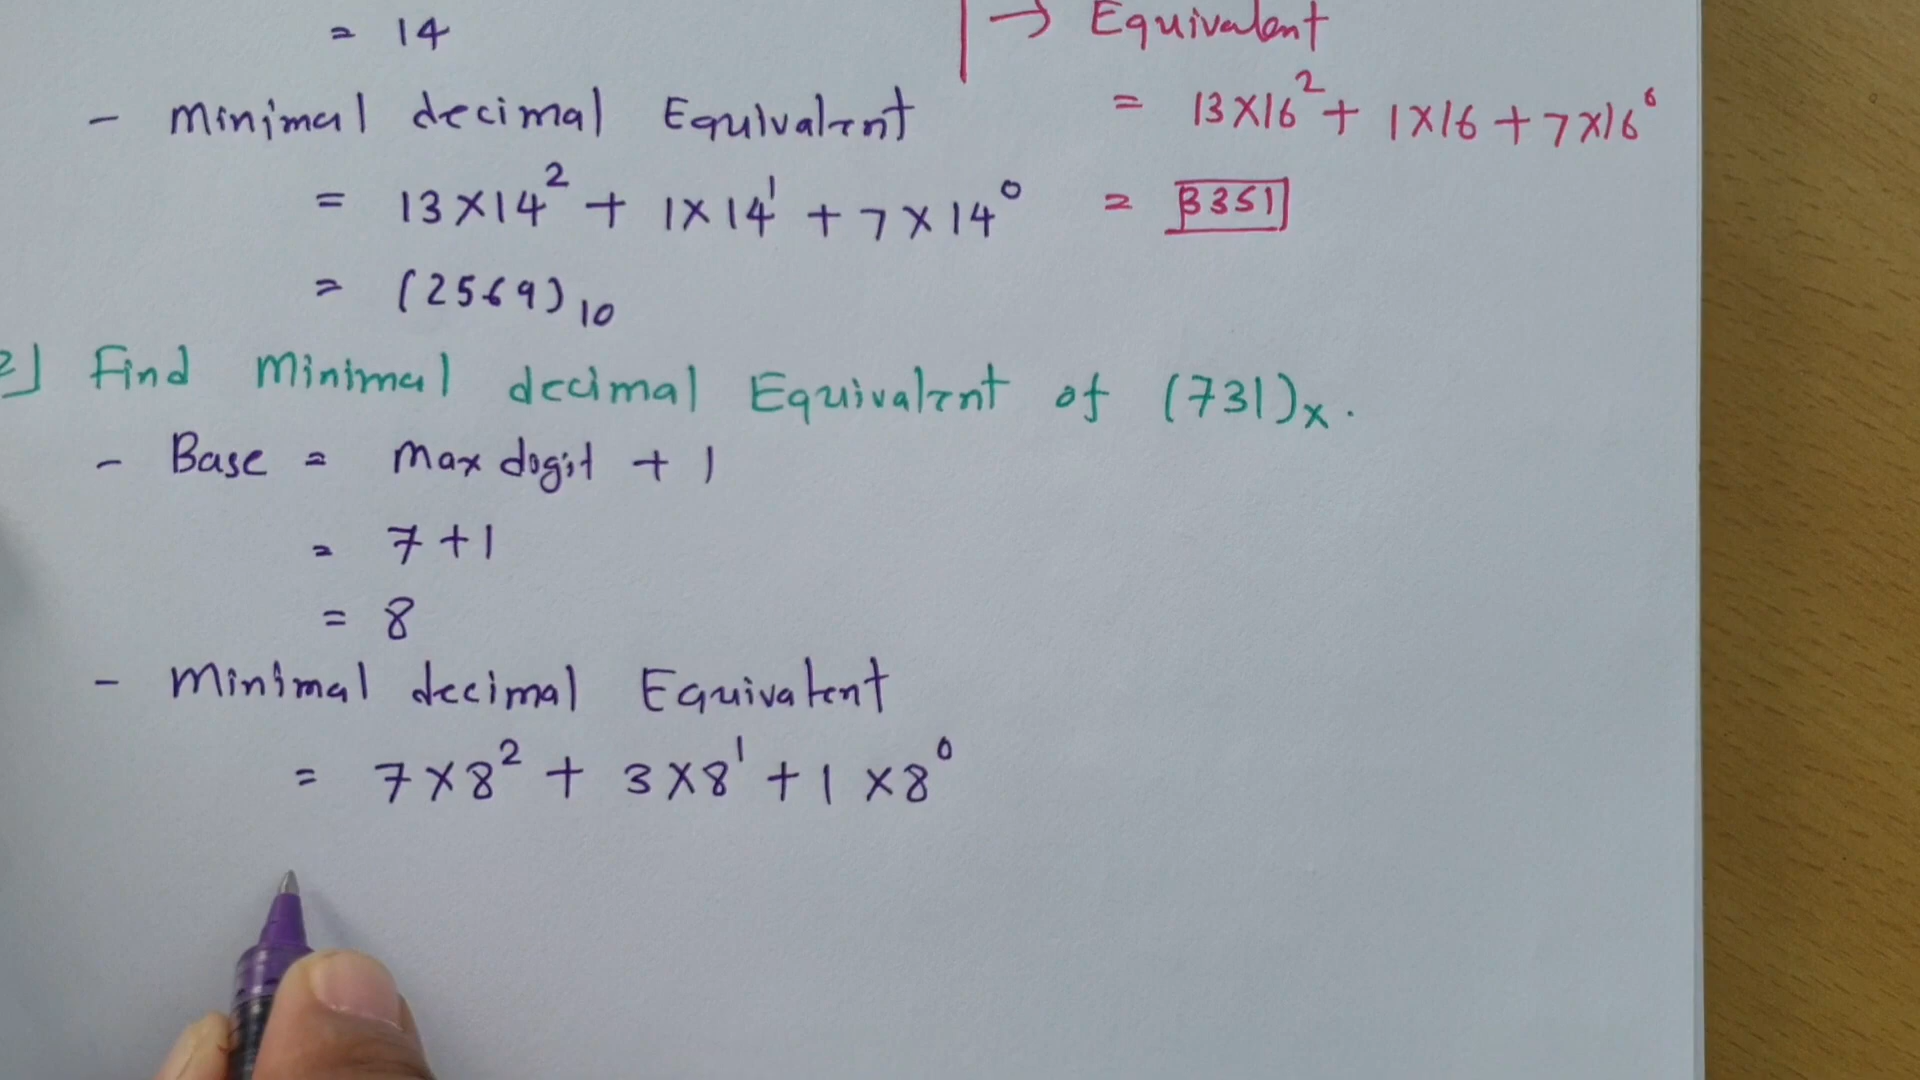 = 14
- Minimal decimal Equivalent
= 13×14² + 1×14¹ + 7×14⁰
= (2569)₁₀
→ Equivalent
= 13×16² + 1×16 + 7×16⁰
= 3351
2] Find Minimal decimal Equivalent of (731)ₓ.
- Base = Max dogit + 1
= 7+1
= 8
- Minimal decimal Equivalent
= 7×8² + 3×8¹ + 1×8⁰